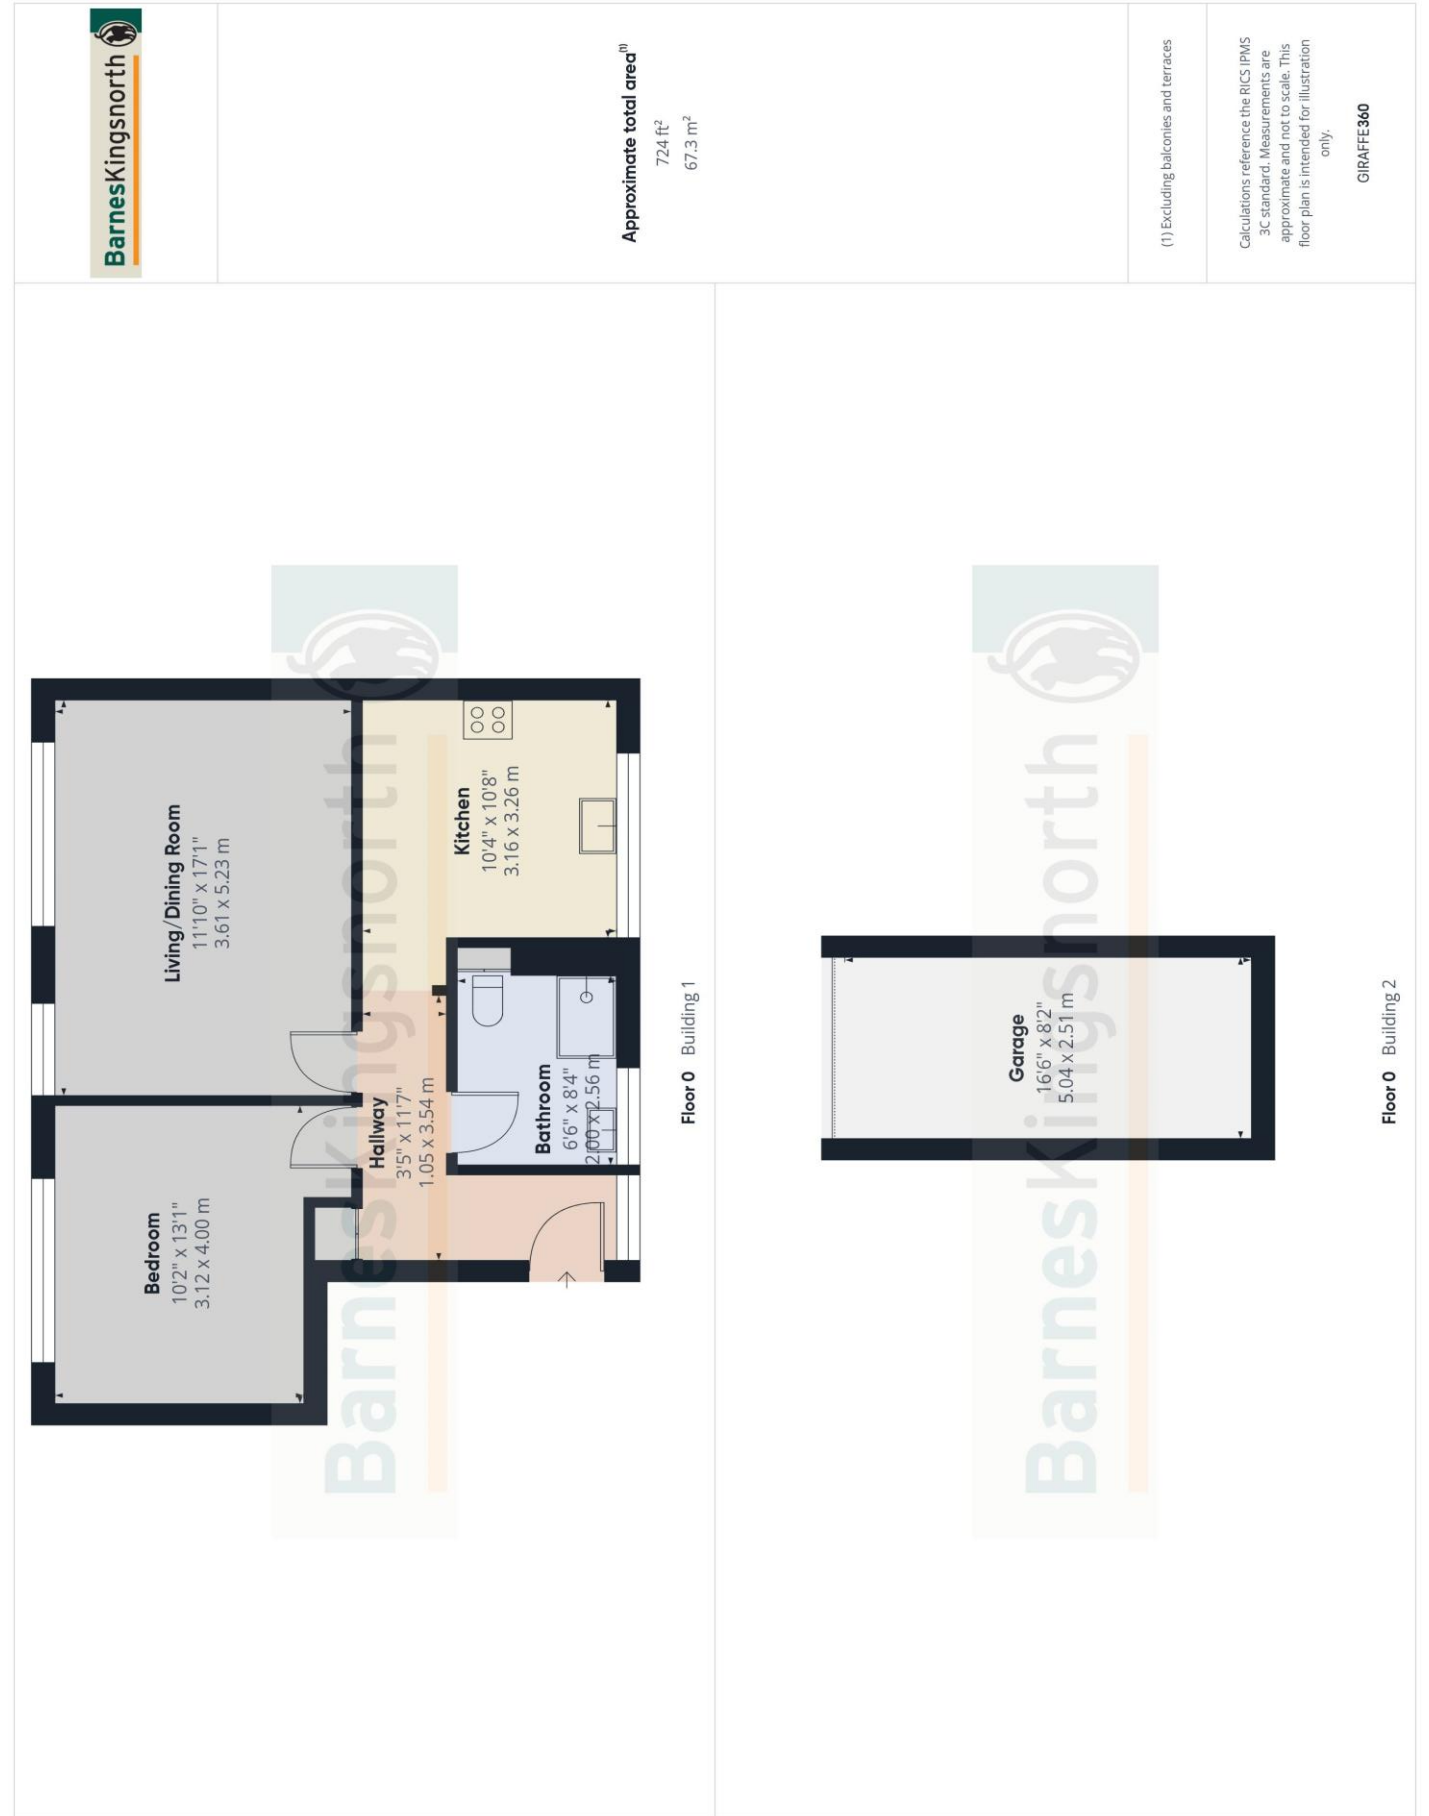 BarnesKingsnorth
Approximate total area⁽¹⁾
724 ft²
67.3 m²
(1) Excluding balconies and terraces
Calculations reference the RICS IPMS
3C standard. Measurements are
approximate and not to scale. This
floor plan is intended for illustration
only.
GIRAFFE360
Living/Dining Room
11'10" x 17'1"
3.61 x 5.23 m
Kitchen
10'4" x 10'8"
3.16 x 3.26 m
Bedroom
10'2" x 13'1"
3.12 x 4.00 m
Hallway
3'5" x 11'7"
1.05 x 3.54 m
Bathroom
6'6" x 8'4"
2.00 x 2.56 m
BarnesKingsnorth
Floor 0 Building 1
Garage
16'6" x 8'2"
5.04 x 2.51 m
BarnesKingsnorth
Floor 0 Building 2